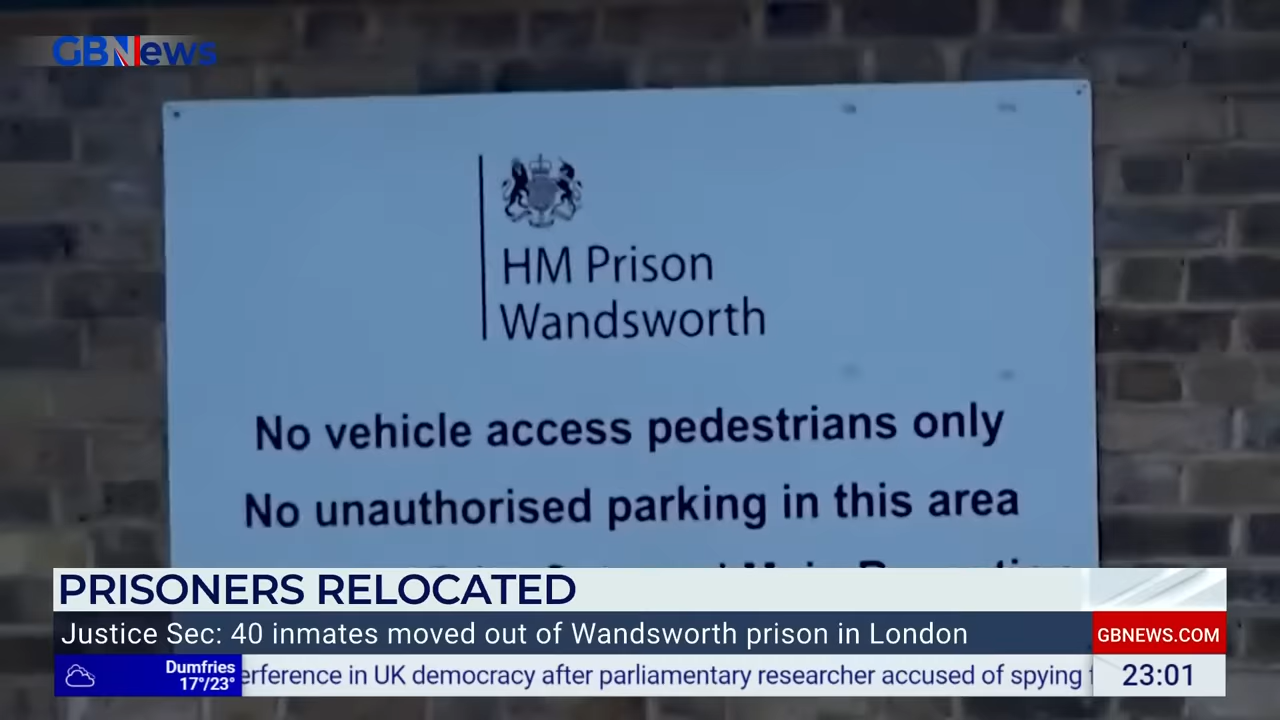 GBNews
HM Prison
Wandsworth
No vehicle access pedestrians only
No unauthorised parking in this area
PRISONERS RELOCATED
Justice Sec: 40 inmates moved out of Wandsworth prison in London
GBNEWS.COM
Dumfries
17°/23°
in UK democracy after parliamentary researcher accused of spying
23:01